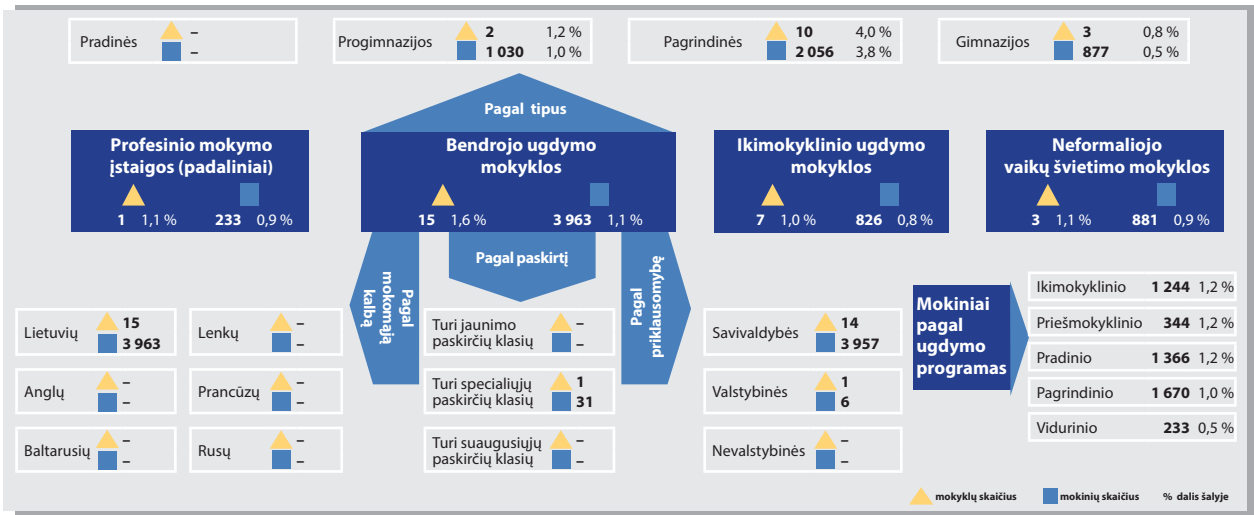 Pradinės
–
–
Progimnazijos
2 1,2 %
1 030 1,0 %
Pagrindinės
10 4,0 %
2 056 3,8 %
Gimnazijos
3 0,8 %
877 0,5 %
Pagal tipus
Profesinio mokymo
įstaigos (padaliniai)
1 1,1 % 233 0,9 %
Bendrojo ugdymo
mokyklos
15 1,6 % 3 963 1,1 %
Ikimokyklinio ugdymo
mokyklos
7 1,0 % 826 0,8 %
Neformaliojo
vaikų švietimo mokyklos
3 1,1 % 881 0,9 %
Pagal
mokomąją
kalbą
Pagal paskirtį
Pagal
priklausomybę
Lietuvių
15
3 963
Lenkų
–
–
Anglų
–
–
Prancūzų
–
–
Baltarusių
–
–
Rusų
–
–
Turi jaunimo
paskirčių klasių
–
–
Turi specialiųjų
paskirčių klasių
1
31
Turi suaugusiųjų
paskirčių klasių
–
–
Savivaldybės
14
3 957
Valstybinės
1
6
Nevalstybinės
–
–
Mokiniai
pagal
ugdymo
programas
Ikimokyklinio 1 244 1,2 %
Priešmokyklinio 344 1,2 %
Pradinio 1 366 1,2 %
Pagrindinio 1 670 1,0 %
Vidurinio 233 0,5 %
mokyklų skaičius mokinių skaičius % dalis šalyje